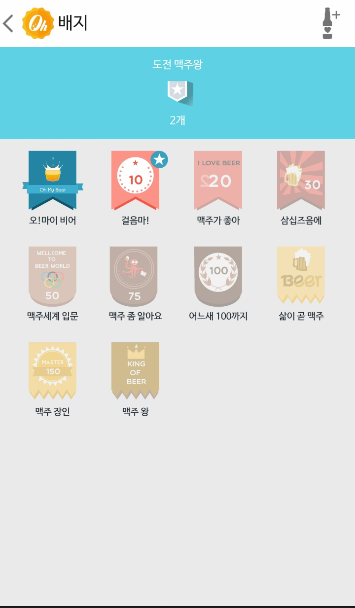 Oh 배지 +
도전 맥주왕
2개
Oh My Beer
10
I LOVE BEER
20
30
오!마이 비어
걸음마!
맥주가 좋아
삼십즈음에
WELLCOME
TO
BEER WORLD
50
75
100
Beer
맥주세계 입문
맥주 좀 알아요
어느새 100까지
삶이 곧 맥주
MASTER
150
KING
OF
BEER
맥주 장인
맥주 왕